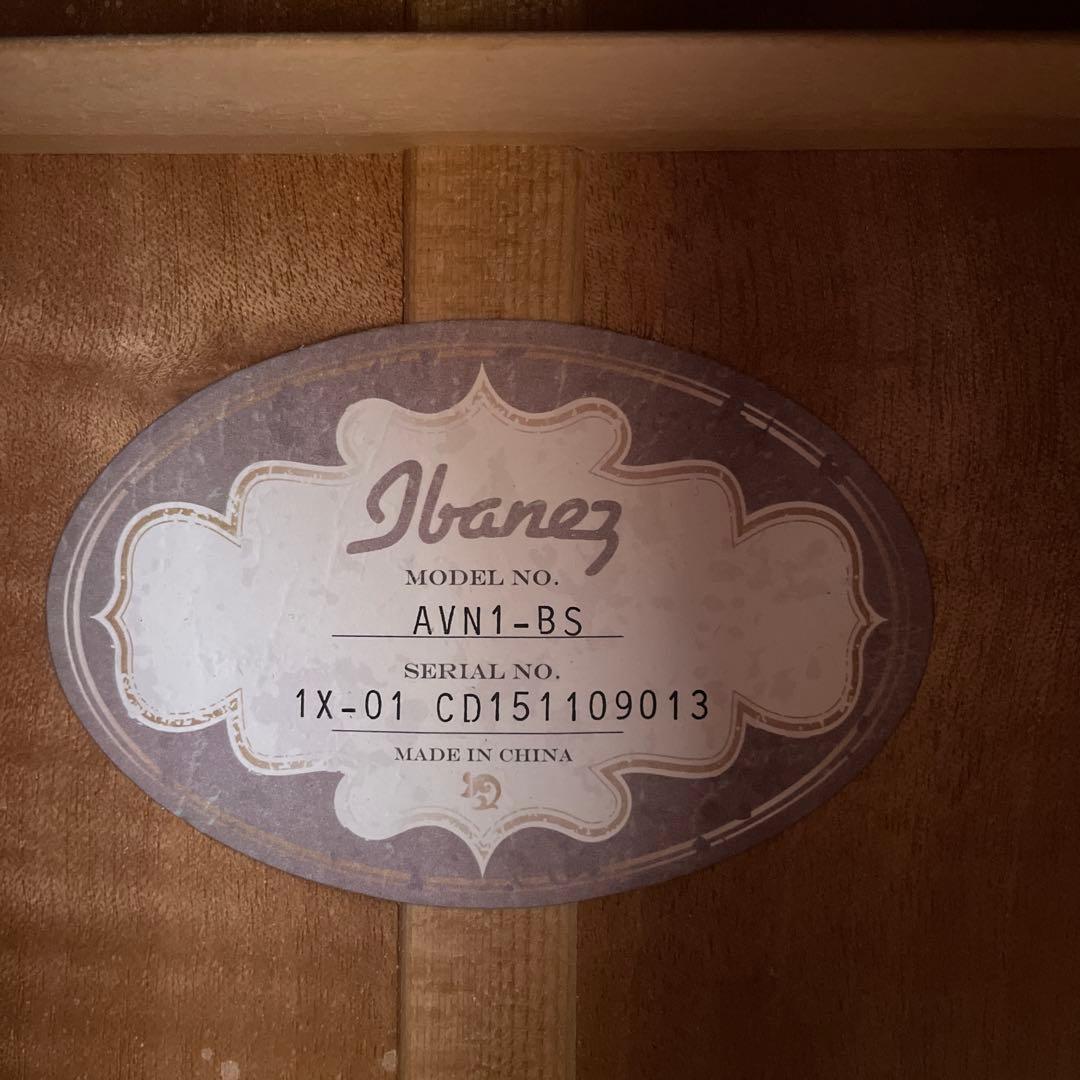 Ibanez
MODEL NO.
AVN1-BS
SERIAL NO.
1X-01 CD151109013
MADE IN CHINA